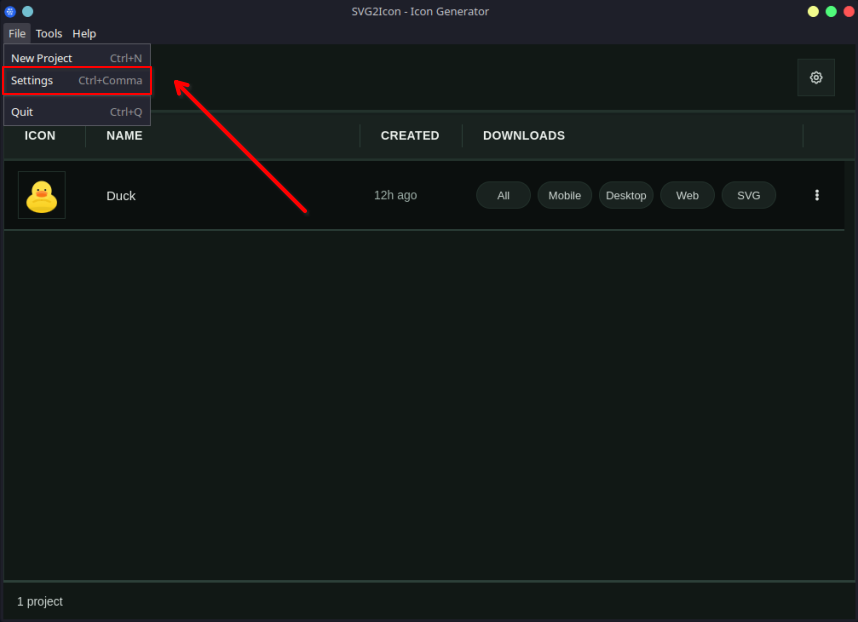 SVG2Icon - Icon Generator
File Tools Help
New Project Ctrl+N
Settings Ctrl+Comma
Quit Ctrl+Q
ICON NAME CREATED DOWNLOADS
Duck 12h ago All Mobile Desktop Web SVG
1 project